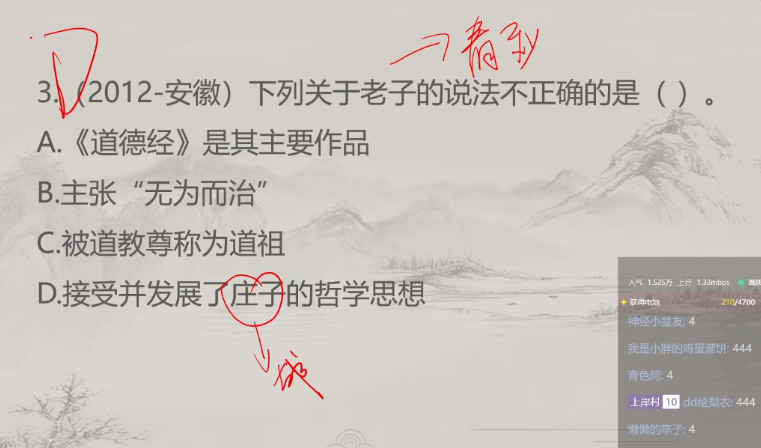 3.（2012-安徽）下列关于老子的说法不正确的是（ ）。
A.《道德经》是其主要作品
B.主张“无为而治”
C.被道教尊称为道祖
D.接受并发展了庄子的哲学思想
人气 1.525万 上行 1.33mbps
获得电池 210/4700
神经小盆友: 4
我是小胖的鸡蛋灌饼: 444
青色阿: 4
上岸村 10 dd绘梨衣: 444
懒懒的亭子: 4